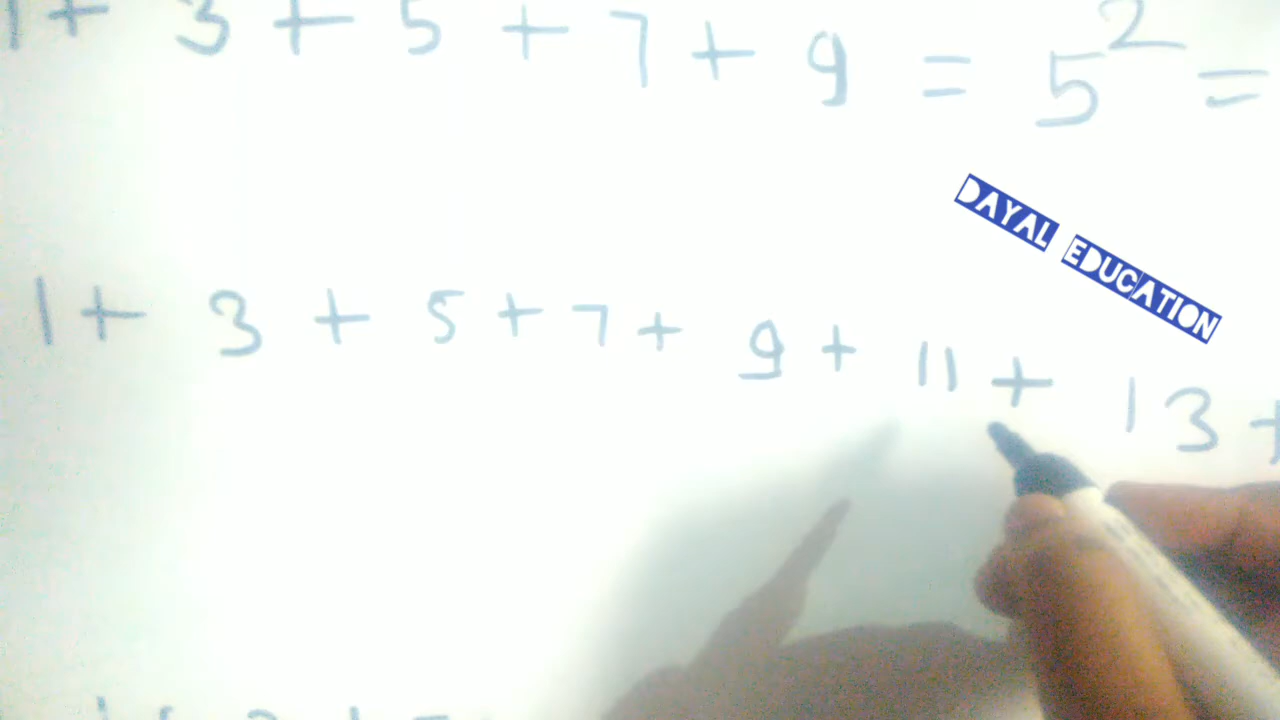 1 + 3 + 5 + 7 + 9 = 5² =
DAYAL EDUCATION
1 + 3 + 5 + 7 + 9 + 11 + 13 +